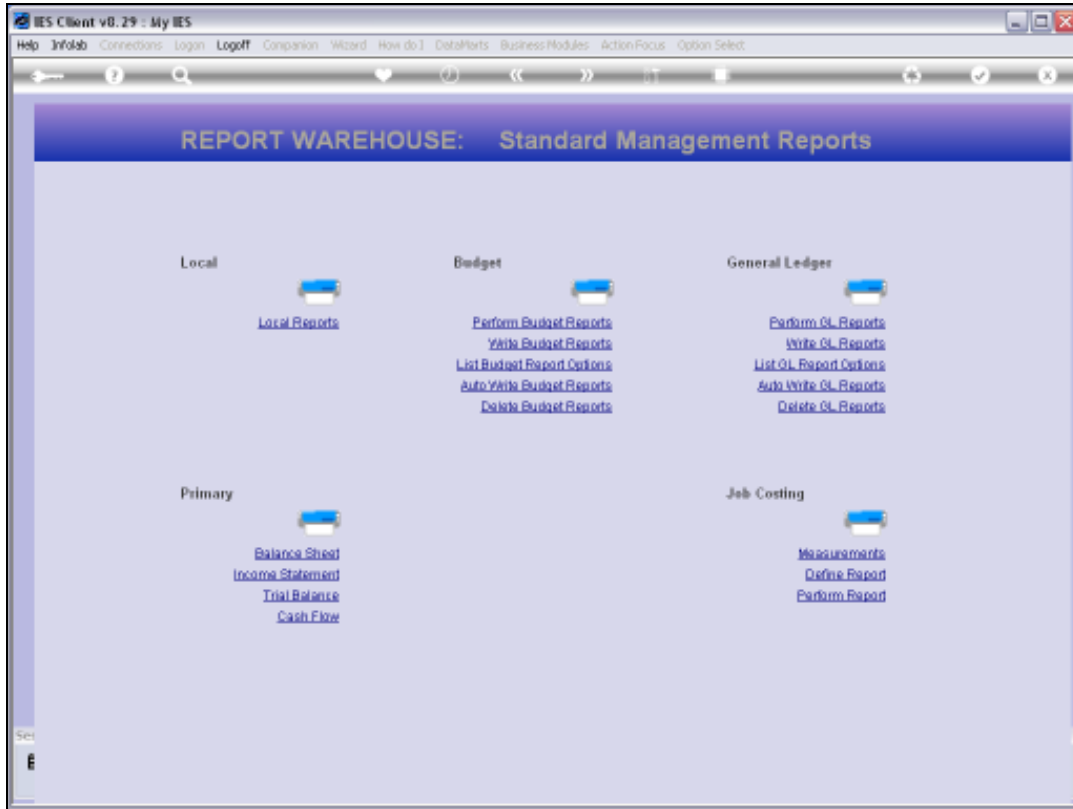 IES Client v8.29 : My IES
Help Infolab Connections Logon Logoff Companion Wizard How do I DataMarts Business Modules Action Focus Option Select
REPORT WAREHOUSE: Standard Management Reports
Local
Local Reports
Budget
Perform Budget Reports
Write Budget Reports
List Budget Report Options
Auto Write Budget Reports
Delete Budget Reports
General Ledger
Perform GL Reports
Write GL Reports
List GL Report Options
Auto Write GL Reports
Delete GL Reports
Primary
Balance Sheet
Income Statement
Trial Balance
Cash Flow
Job Costing
Measurements
Define Report
Perform Report